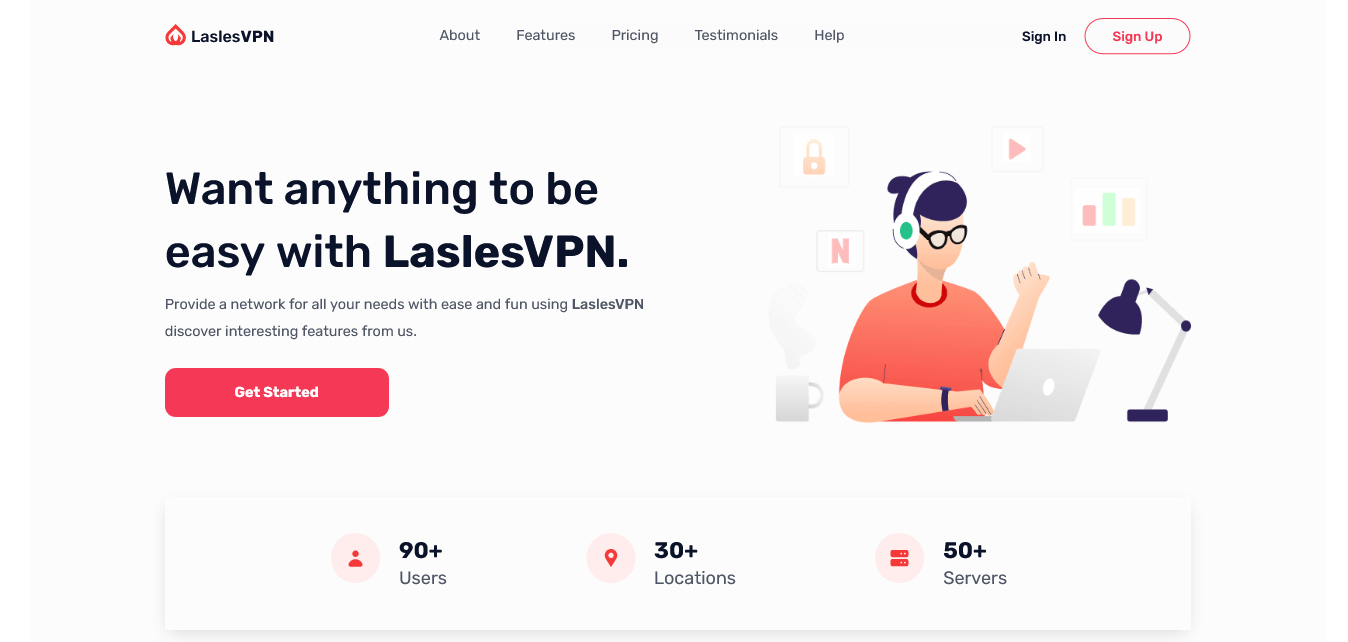 LaslesVPN
About
Features
Pricing
Testimonials
Help
Sign In
Sign Up
Want anything to be
easy with LaslesVPN.
Provide a network for all your needs with ease and fun using LaslesVPN
discover interesting features from us.
Get Started
N
90+
Users
30+
Locations
50+
Servers